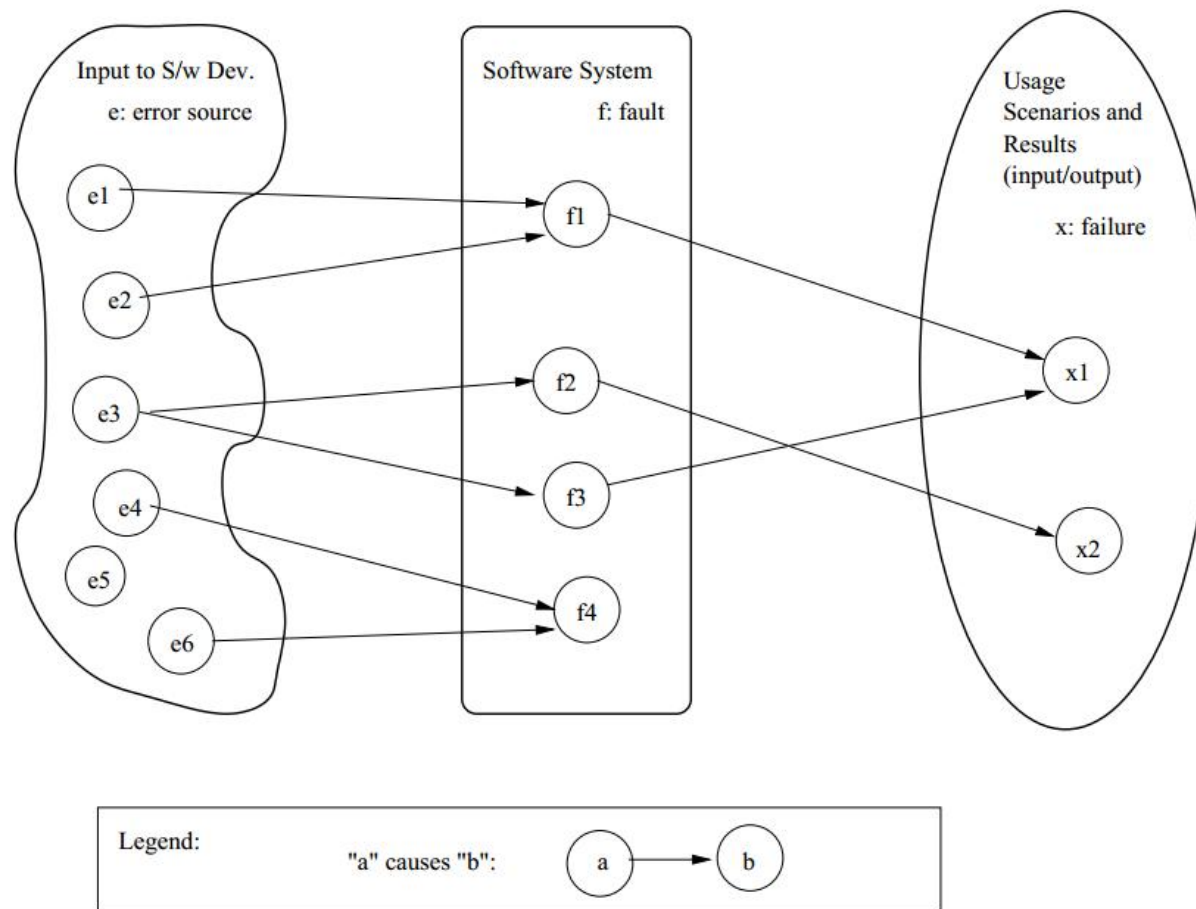 Input to S/w Dev.
e: error source
e1
e2
e3
e4
e5
e6
Software System
f: fault
f1
f2
f3
f4
Usage
Scenarios and
Results
(input/output)
x: failure
x1
x2
Legend:
"a" causes "b":
a
b